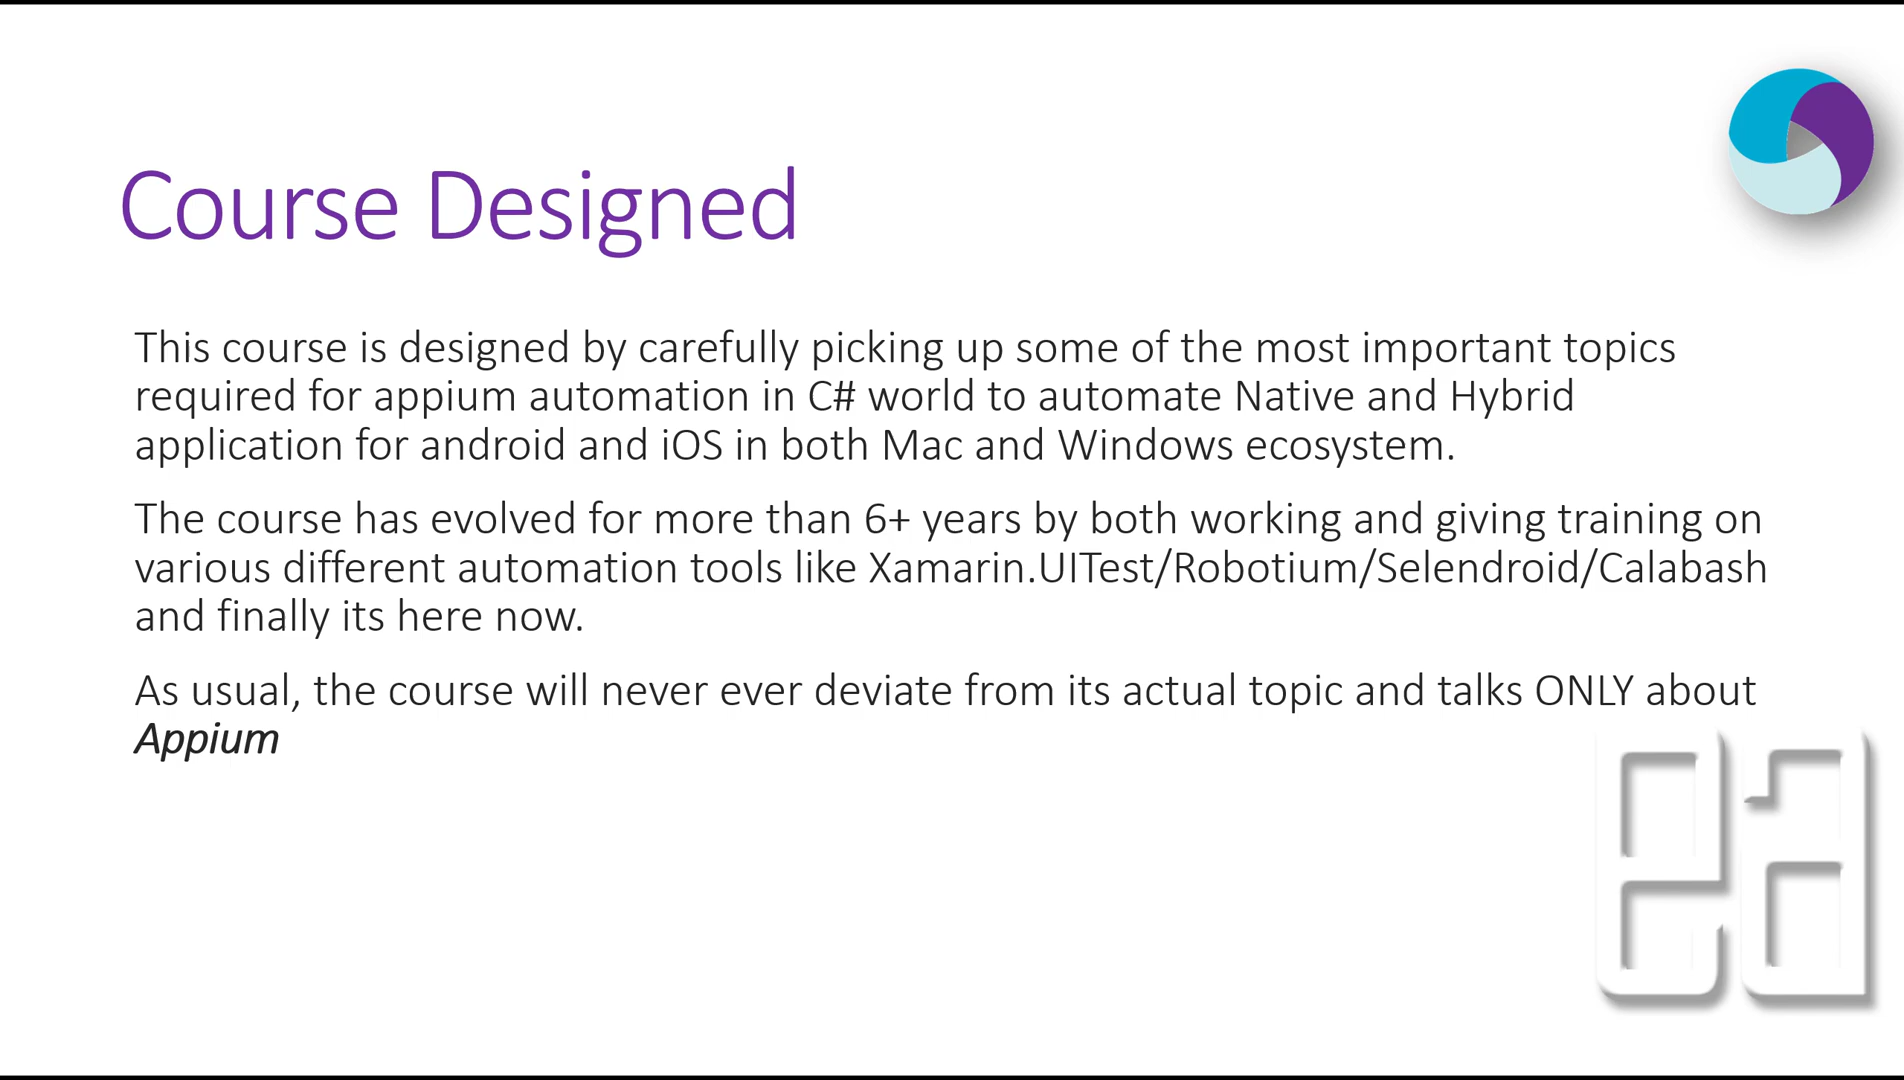 Course Designed
This course is designed by carefully picking up some of the most important topics
required for appium automation in C# world to automate Native and Hybrid
application for android and iOS in both Mac and Windows ecosystem.
The course has evolved for more than 6+ years by both working and giving training on
various different automation tools like Xamarin.UITest/Robotium/Selendroid/Calabash
and finally its here now.
As usual, the course will never ever deviate from its actual topic and talks ONLY about
Appium
ea